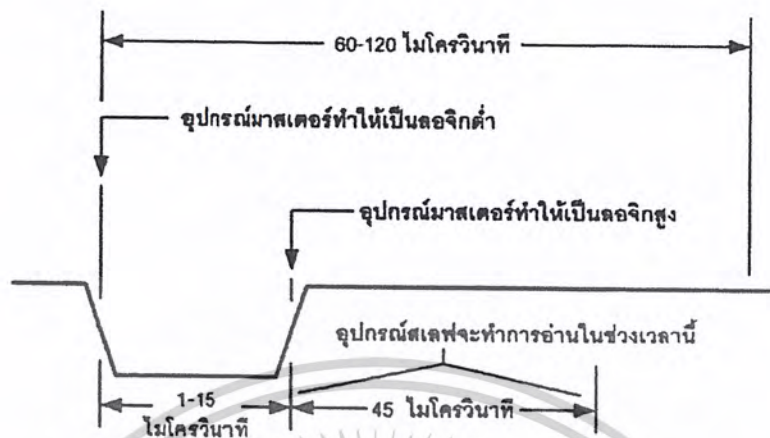 60-120 ไมโครวินาที
อุปกรณ์มาสเตอร์ทำให้เป็นลอจิกต่ำ
อุปกรณ์มาสเตอร์ทำให้เป็นลอจิกสูง
อุปกรณ์สเลฟจะทำการอ่านในช่วงเวลานี้
1-15
ไมโครวินาที
45 ไมโครวินาที